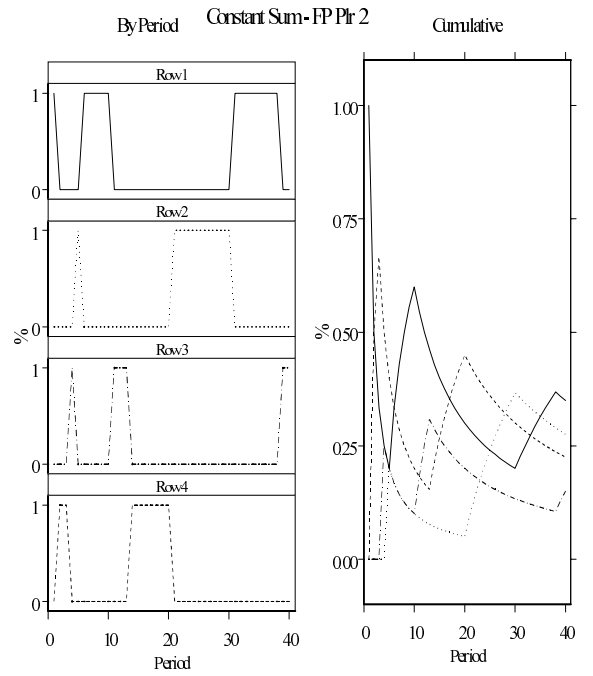 Constant Sum - FP Plr 2
By Period
Cumulative
Row1
1
0
Row2
1
0
Row3
1
0
Row4
1
0
%
0 10 20 30 40
Period
1.00
0.75
0.50
0.25
0.00
%
0 10 20 30 40
Period